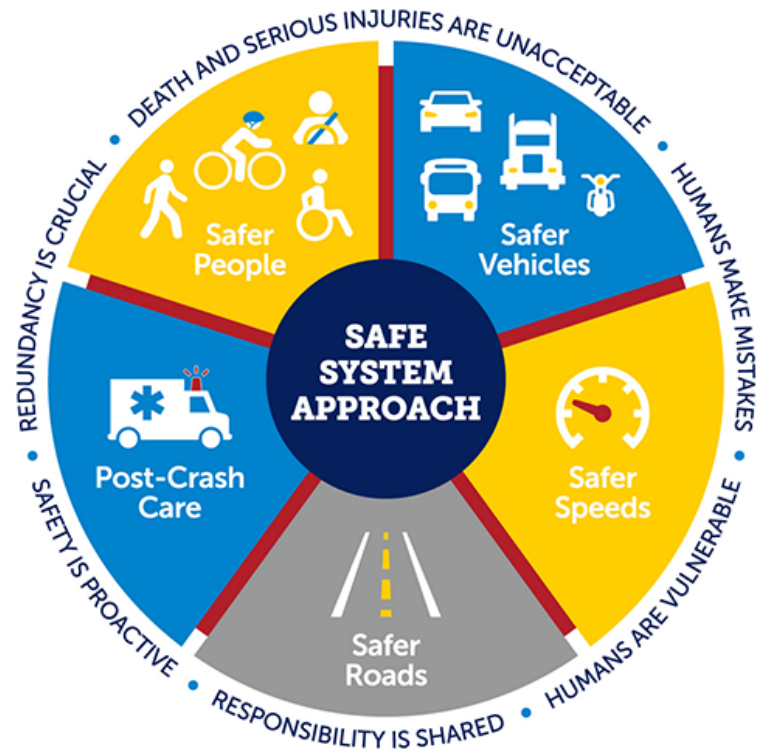 DEATH AND SERIOUS INJURIES ARE UNACCEPTABLE
HUMANS MAKE MISTAKES
HUMANS ARE VULNERABLE
RESPONSIBILITY IS SHARED
SAFETY IS PROACTIVE
REDUNDANCY IS CRUCIAL
Safer
People
Safer
Vehicles
Safer
Speeds
Safer
Roads
Post-Crash
Care
SAFE
SYSTEM
APPROACH